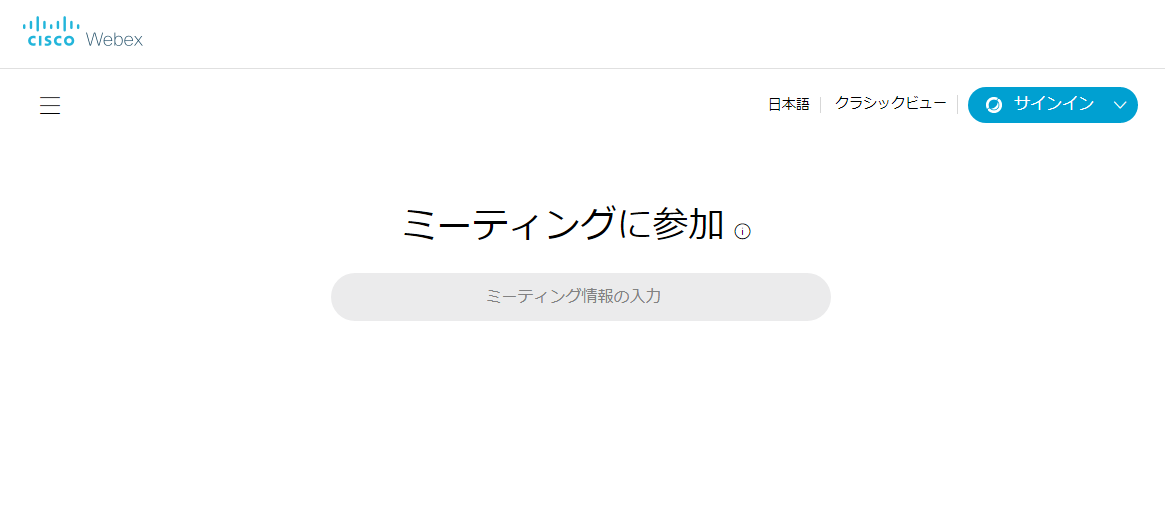 CISCO Webex
日本語
クラシックビュー
サインイン
ミーティングに参加
ミーティング情報の入力